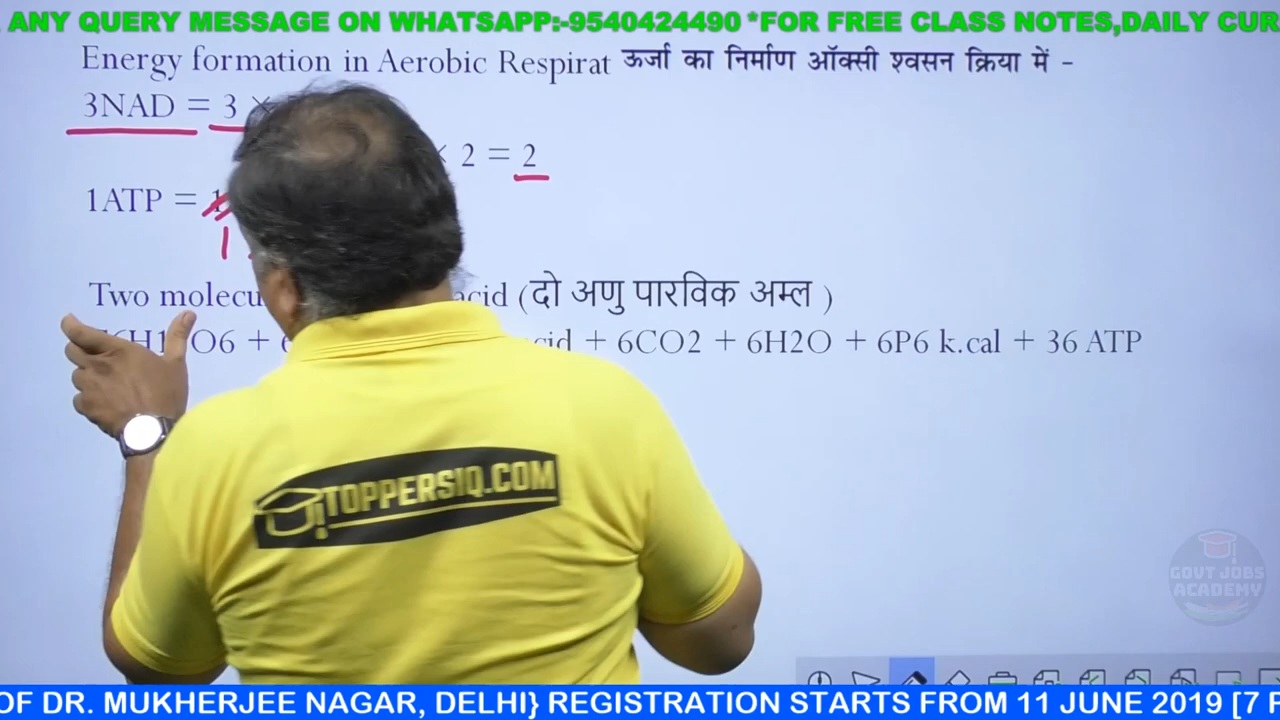 ANY QUERY MESSAGE ON WHATSAPP:-9540424490 *FOR FREE CLASS NOTES,DAILY CUR
Energy formation in Aerobic Respirat ऊर्जा का निर्माण ऑक्सी श्वसन क्रिया में -
3NAD = 3 ×
× 2 = 2
1ATP = 1
1
Two acid (दो अणु पारविक अम्ल )
O6 + + 6CO2 + 6H2O + 6P6 k.cal + 36 ATP
TOPPERSIQ.COM
GOVT JOBS
ACADEMY
OF DR. MUKHERJEE NAGAR, DELHI} REGISTRATION STARTS FROM 11 JUNE 2019 [7 P